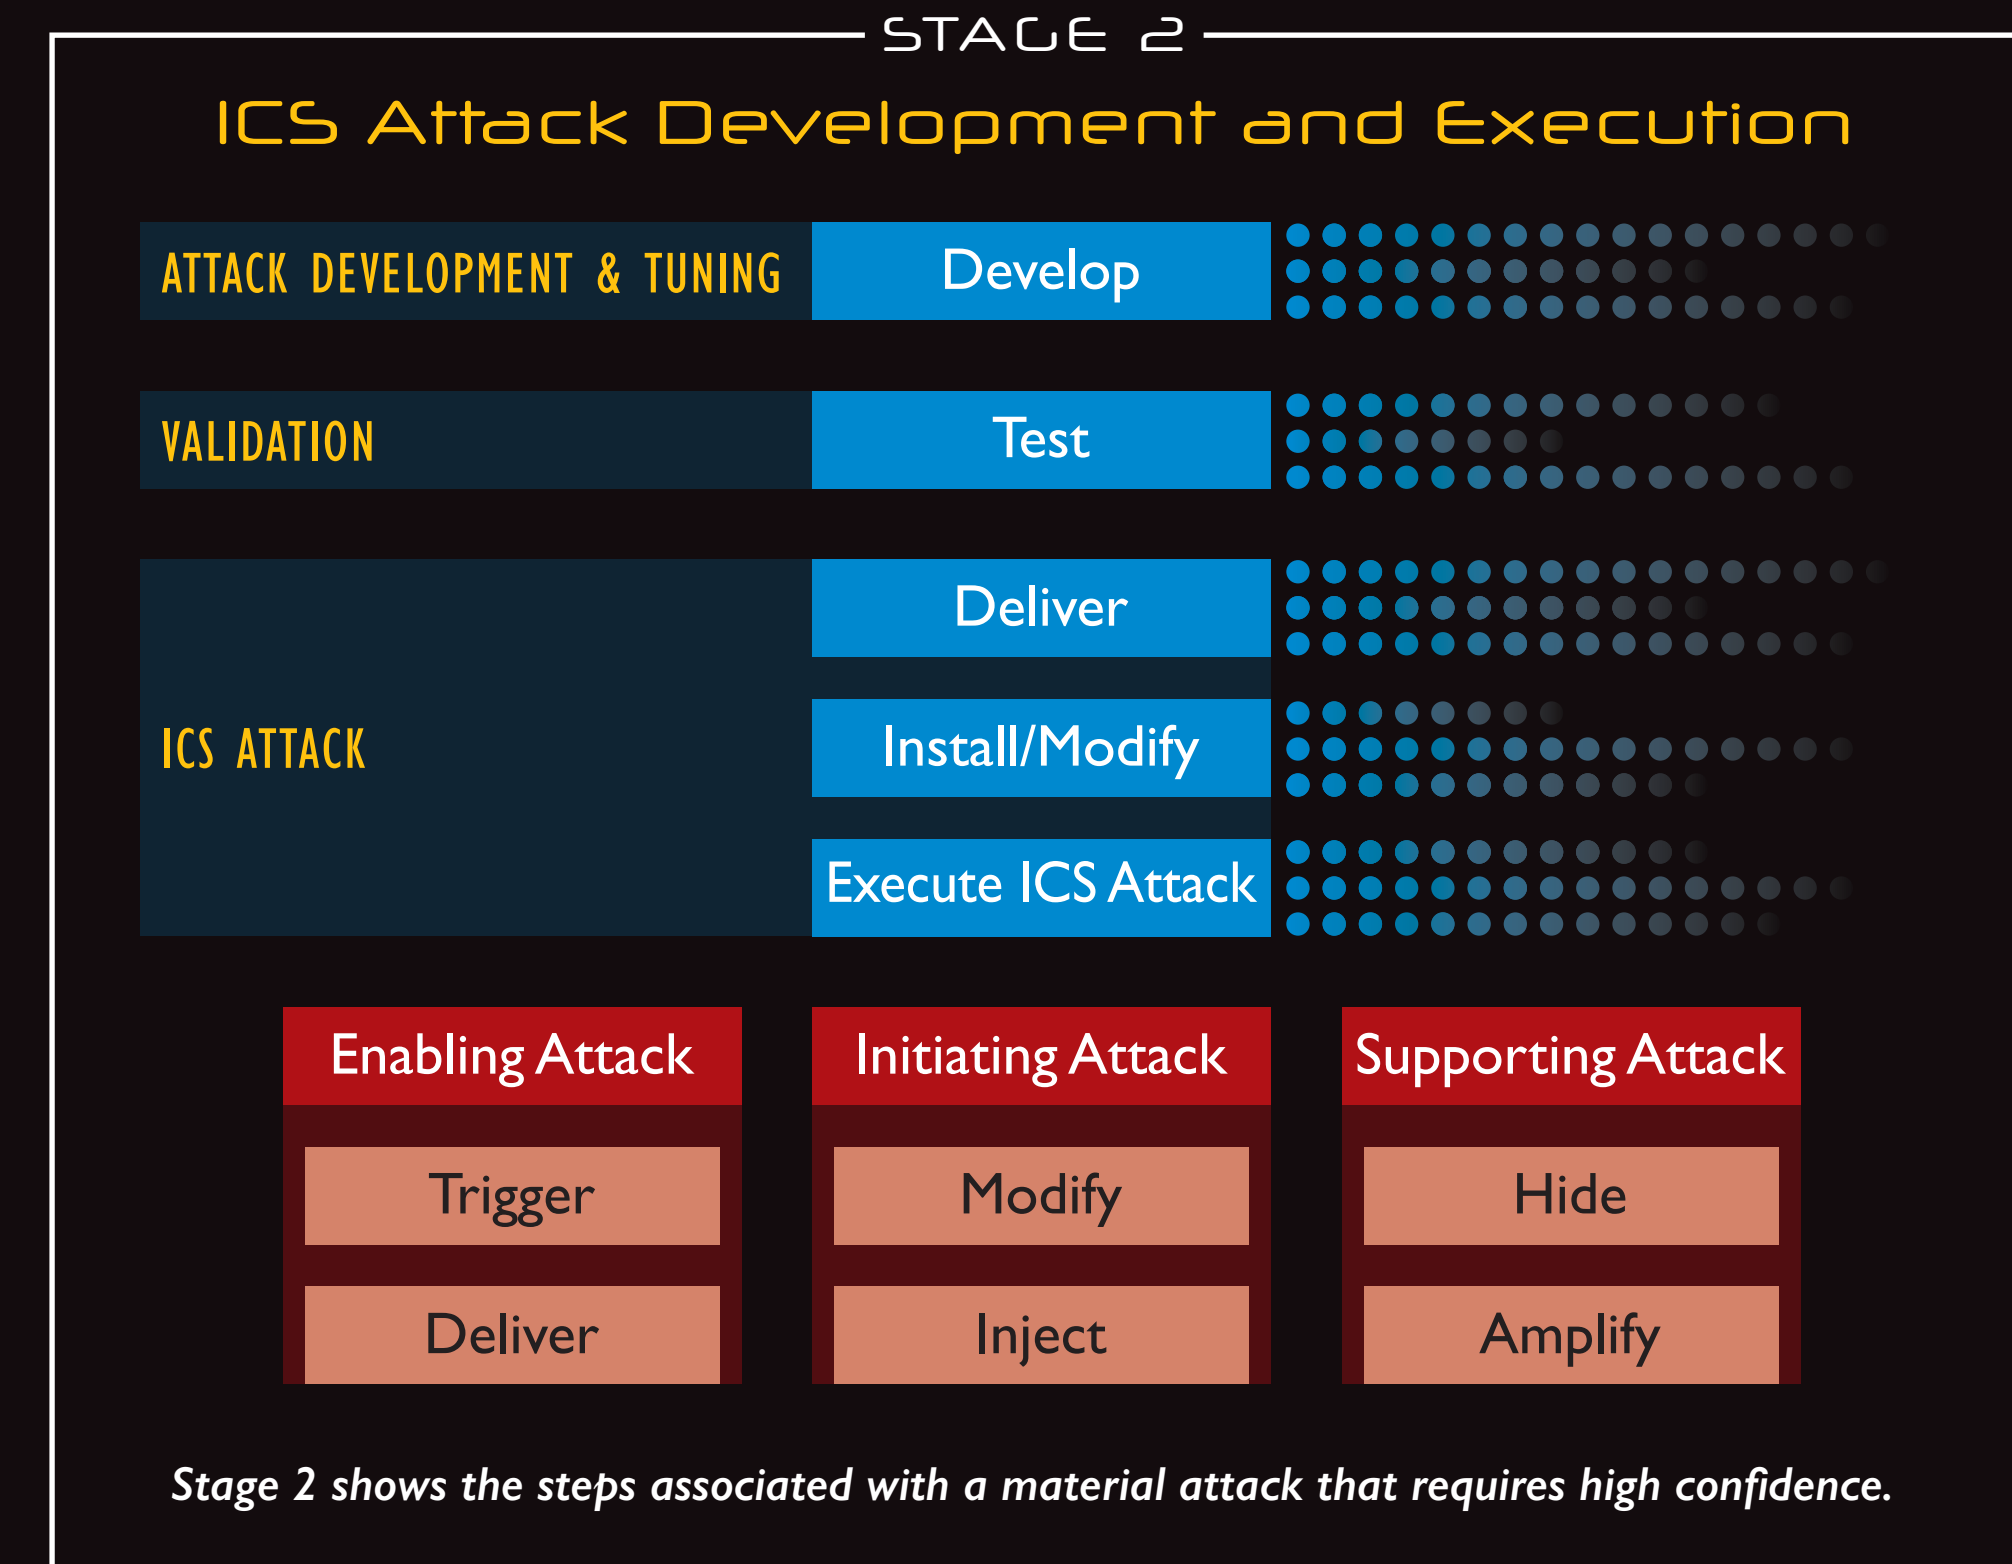 STAGE 2
ICS Attack Development and Execution
ATTACK DEVELOPMENT & TUNING
Develop
VALIDATION
Test
ICS ATTACK
Deliver
Install/Modify
Execute ICS Attack
Enabling Attack
Trigger
Deliver
Initiating Attack
Modify
Inject
Supporting Attack
Hide
Amplify
Stage 2 shows the steps associated with a material attack that requires high confidence.